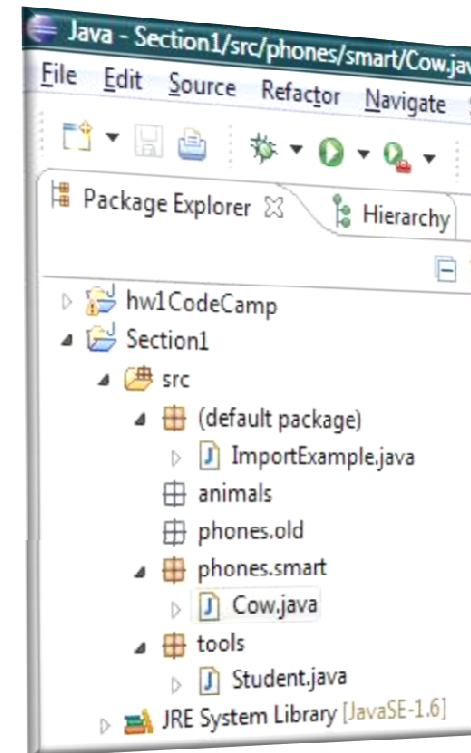 Java - Section1/src/phones/smart/Cow.jav
File Edit Source Refactor Navigate
Package Explorer Hierarchy
hw1CodeCamp
Section1
src
(default package)
ImportExample.java
animals
phones.old
phones.smart
Cow.java
tools
Student.java
JRE System Library [JavaSE-1.6]